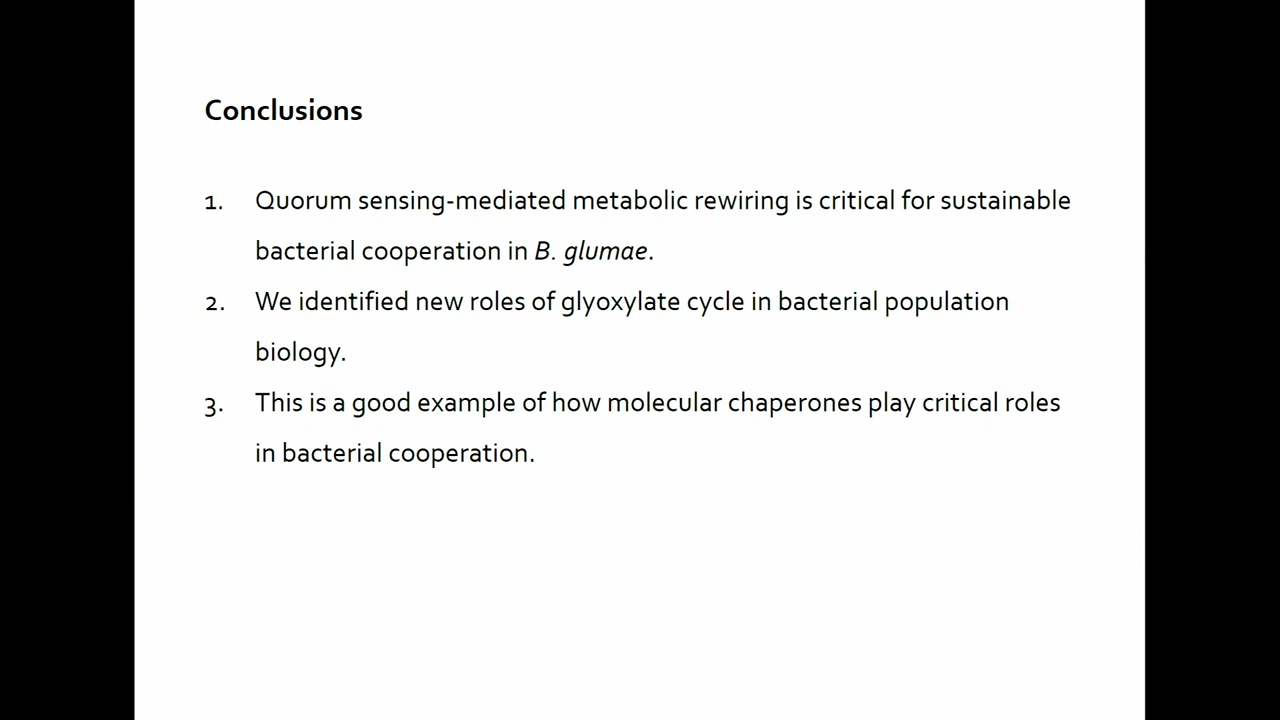 Conclusions
1. Quorum sensing-mediated metabolic rewiring is critical for sustainable
bacterial cooperation in B. glumae.
2. We identified new roles of glyoxylate cycle in bacterial population
biology.
3. This is a good example of how molecular chaperones play critical roles
in bacterial cooperation.